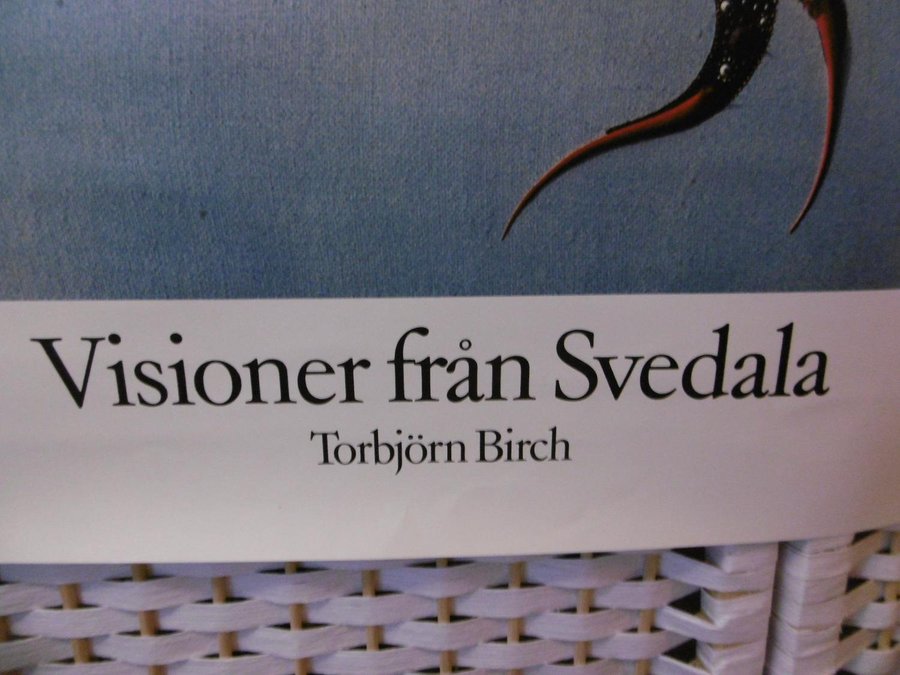 Visioner från Svedala
Torbjörn Birch